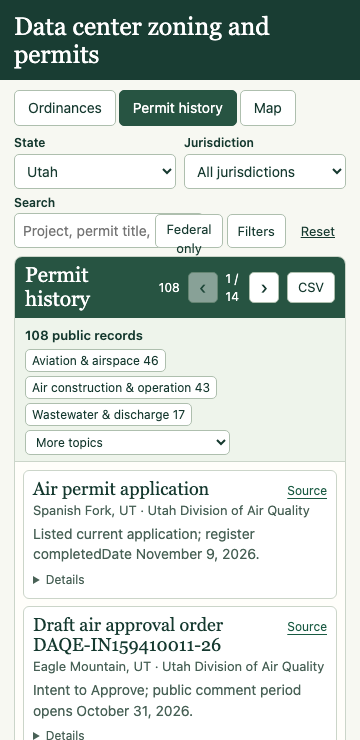 Data center zoning and
permits
Ordinances
Permit history
Map
State
Jurisdiction
Utah
All jurisdictions
Search
Project, permit title,
Federal
only
Filters
Reset
Permit
history
108
‹
1 /
14
›
CSV
108 public records
Aviation & airspace 46
Air construction & operation 43
Wastewater & discharge 17
More topics
Air permit application
Source
Spanish Fork, UT · Utah Division of Air Quality
Listed current application; register
completedDate November 9, 2026.
Details
Draft air approval order
DAQE-IN159410011-26
Source
Eagle Mountain, UT · Utah Division of Air Quality
Intent to Approve; public comment period
opens October 31, 2026.
Details